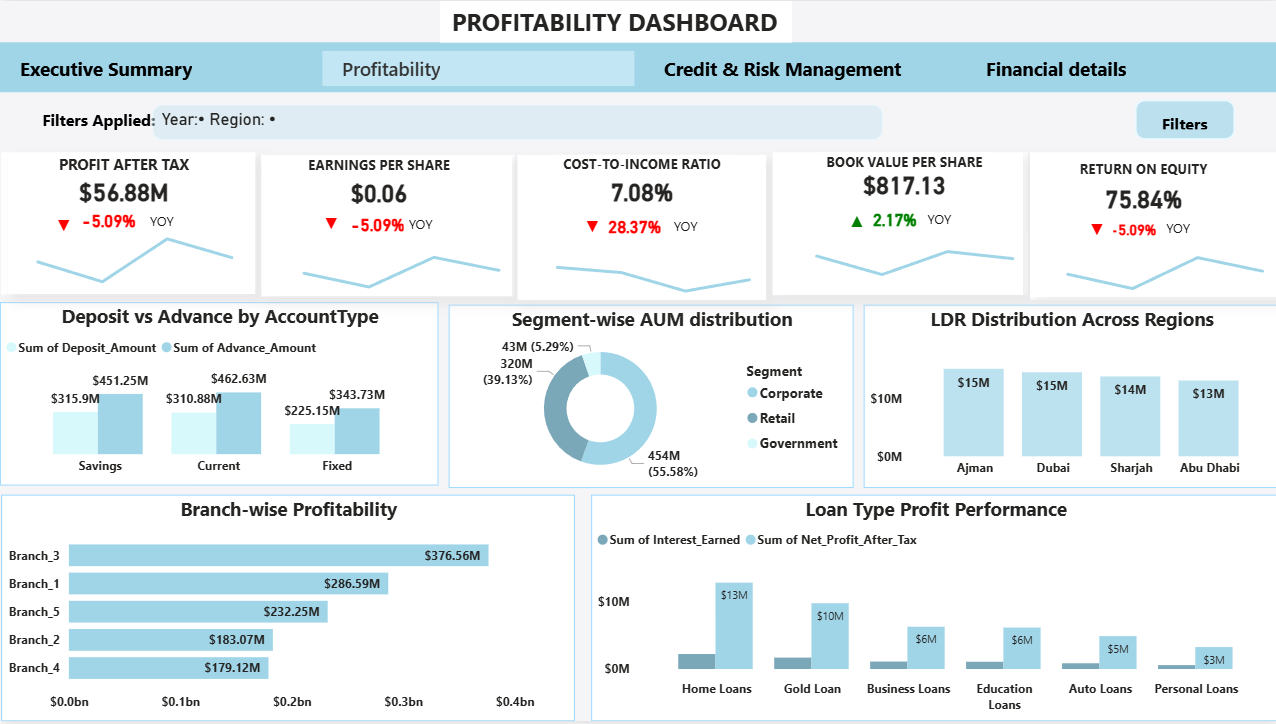 PROFITABILITY DASHBOARD
Executive Summary
Profitability
Credit & Risk Management
Financial details
Filters Applied:
Year:• Region: •
Filters
PROFIT AFTER TAX
$56.88M
▼ -5.09% YOY
EARNINGS PER SHARE
$0.06
▼ -5.09% YOY
COST-TO-INCOME RATIO
7.08%
▼ 28.37% YOY
BOOK VALUE PER SHARE
$817.13
▲ 2.17% YOY
RETURN ON EQUITY
75.84%
▼ -5.09% YOY
Deposit vs Advance by AccountType
Sum of Deposit_Amount
Sum of Advance_Amount
$315.9M
$451.25M
$310.88M
$462.63M
$225.15M
$343.73M
Savings
Current
Fixed
Segment-wise AUM distribution
43M (5.29%)
320M
(39.13%)
454M
(55.58%)
Segment
Corporate
Retail
Government
LDR Distribution Across Regions
$10M
$0M
$15M
$15M
$14M
$13M
Ajman
Dubai
Sharjah
Abu Dhabi
Branch-wise Profitability
Branch_3
$376.56M
Branch_1
$286.59M
Branch_5
$232.25M
Branch_2
$183.07M
Branch_4
$179.12M
$0.0bn
$0.1bn
$0.2bn
$0.3bn
$0.4bn
Loan Type Profit Performance
Sum of Interest_Earned
Sum of Net_Profit_After_Tax
$10M
$0M
$13M
$10M
$6M
$6M
$5M
$3M
Home Loans
Gold Loan
Business Loans
Education
Loans
Auto Loans
Personal Loans